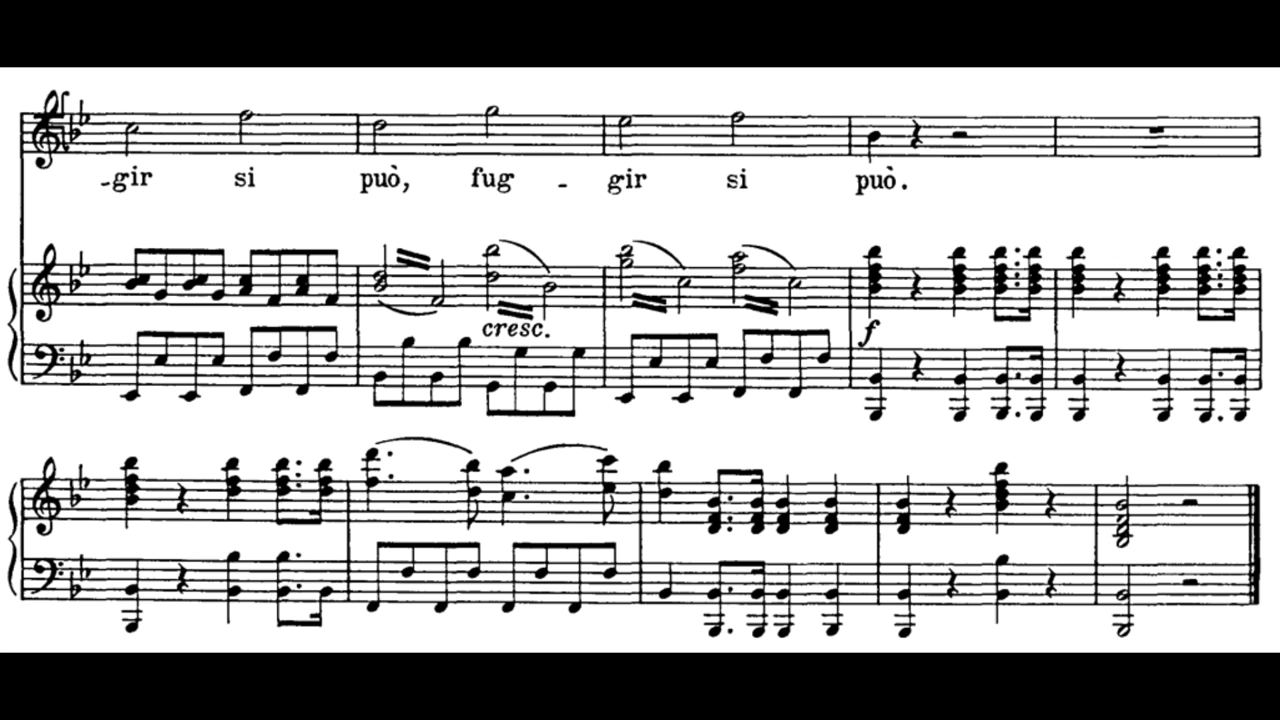 -gir si può, fug - gir si può.
cresc.
f